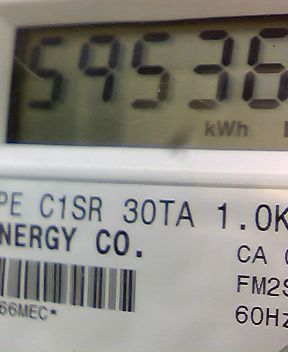 59536
kWh
PE C1SR 30TA 1.0K
NERGY CO.
CA
FM2S
66MEC*
60Hz